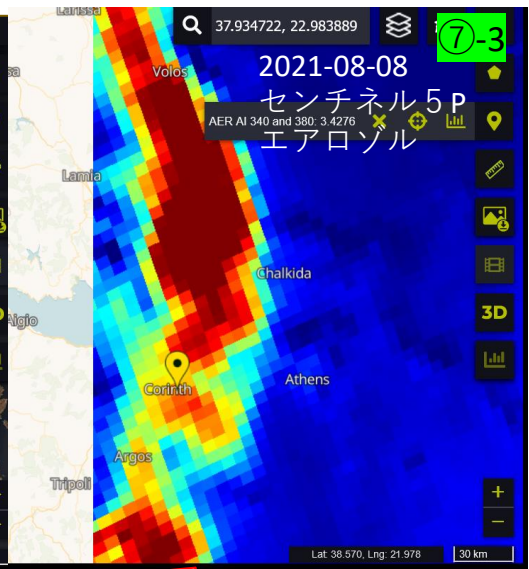 Larissa
37.934722, 22.983889
⑦-3
sa
Volos
2021-08-08
センチネル５P
AER AI 340 and 380: 3.4276
エアロゾル
Lamia
Chalkida
3D
Aigio
Corinth
Athens
Argos
Tripoli
+
−
Lat: 38.570, Lng: 21.978
30 km